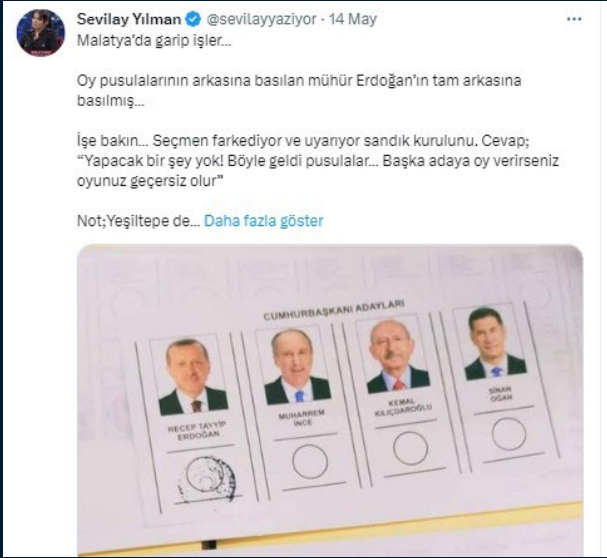 Sevilay Yılman @sevilayyaziyor · 14 May
Malatya'da garip işler...
Oy pusulalarının arkasına basılan mühür Erdoğan'ın tam arkasına
basılmış...
İşe bakın... Seçmen farkediyor ve uyarıyor sandık kurulunu. Cevap;
"Yapacak bir şey yok! Böyle geldi pusulalar... Başka adaya oy verirseniz
oyunuz geçersiz olur"
Not;Yeşiltepe de... Daha fazla göster
CUMHURBAŞKANI ADAYLARI
RECEP TAYYİP
ERDOĞAN
MUHARREM
İNCE
KEMAL
KILIÇDAROĞLU
SİNAN
OĞAN